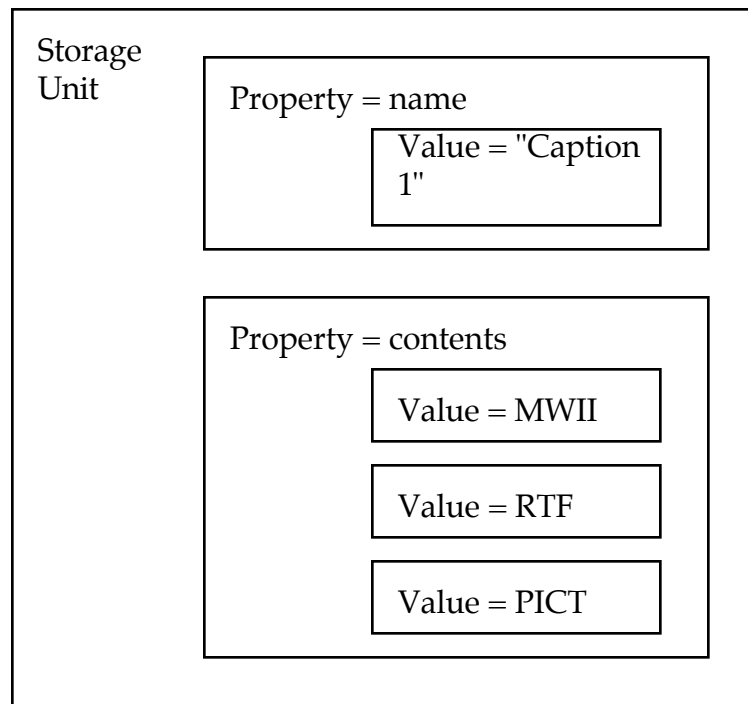 Storage
Unit
Property = name
Value = "Caption
1"
Property = contents
Value = MWII
Value = RTF
Value = PICT